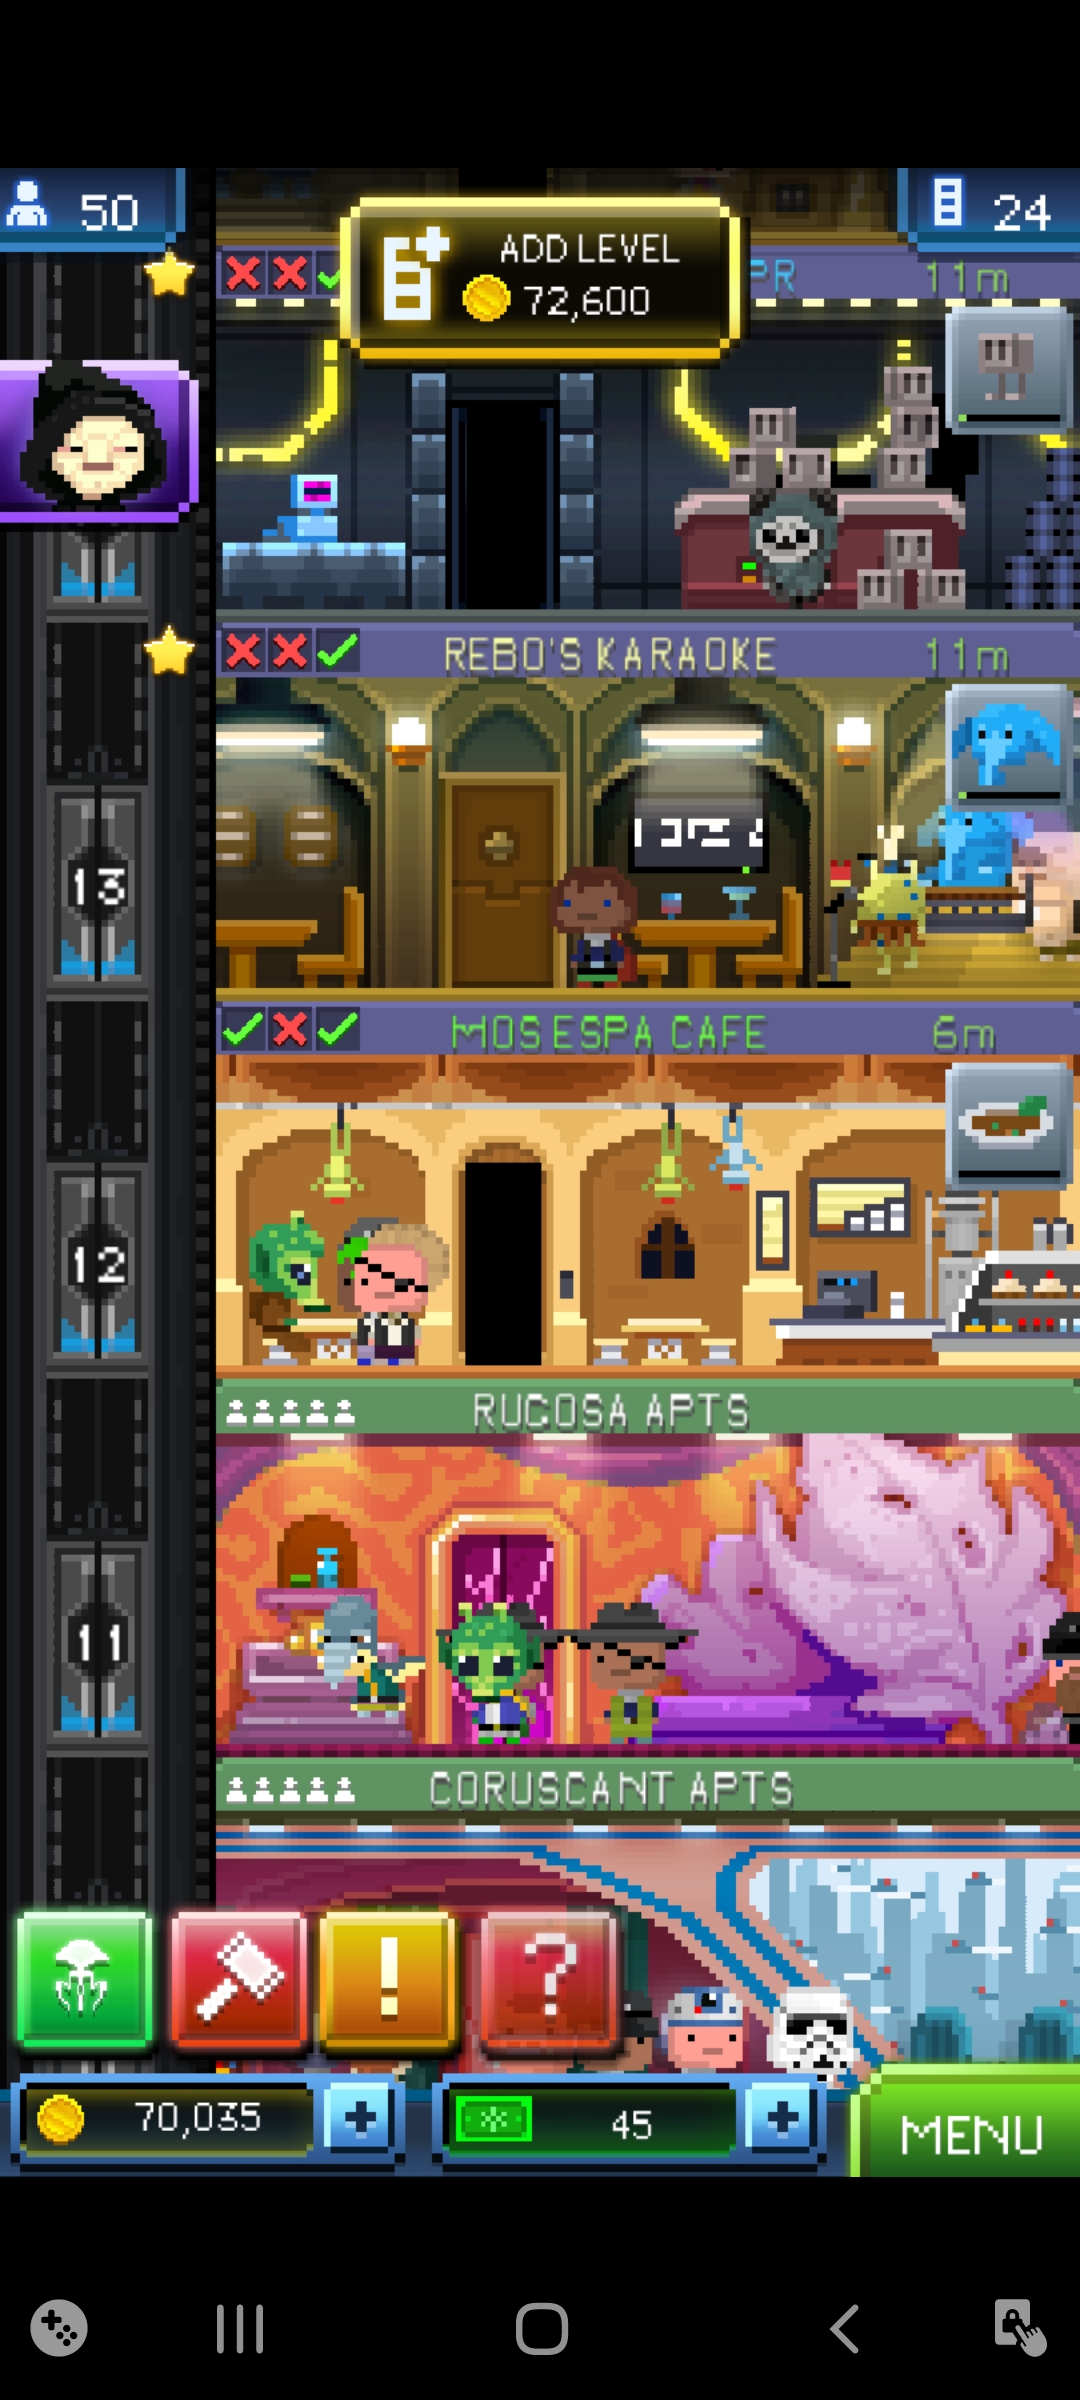 50
24
ADD LEVEL
72,600
PR
11m
REBO'S KARAOKE
11m
13
MOS ESPA CAFE
6m
12
RUGOSA APTS
11
CORUSCANT APTS
!
?
70,035
+
45
+
MENU